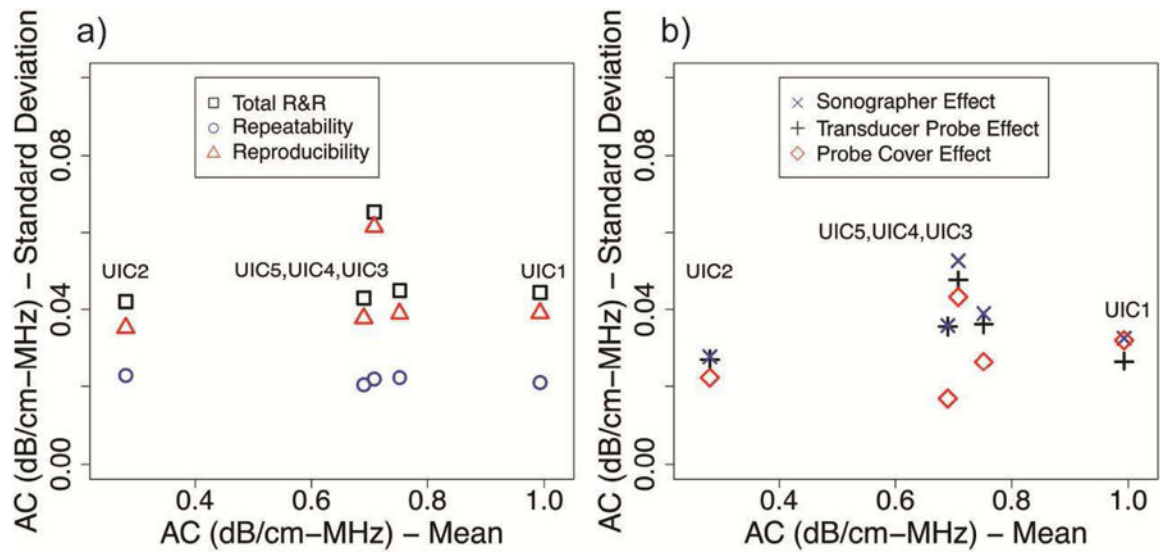 a)
AC (dB/cm–MHz) – Standard Deviation
0.08
0.04
0.00
Total R&R
Repeatability
Reproducibility
UIC2
UIC5,UIC4,UIC3
UIC1
0.4 0.6 0.8 1.0
AC (dB/cm–MHz) – Mean
b)
AC (dB/cm–MHz) – Standard Deviation
0.08
0.04
0.00
Sonographer Effect
Transducer Probe Effect
Probe Cover Effect
UIC5,UIC4,UIC3
UIC2
UIC1
0.4 0.6 0.8 1.0
AC (dB/cm–MHz) – Mean